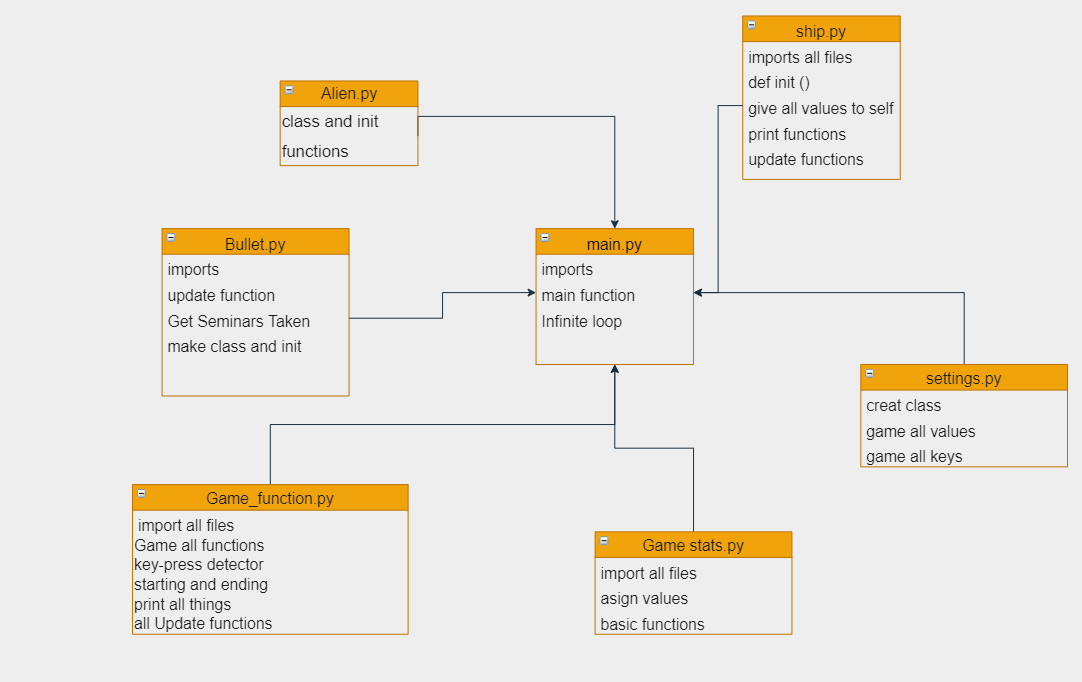 ship.py
imports all files
def init ()
give all values to self
print functions
update functions
Alien.py
class and init
functions
Bullet.py
imports
update function
Get Seminars Taken
make class and init
main.py
imports
main function
Infinite loop
settings.py
creat class
game all values
game all keys
Game_function.py
import all files
Game all functions
key-press detector
starting and ending
print all things
all Update functions
Game stats.py
import all files
asign values
basic functions